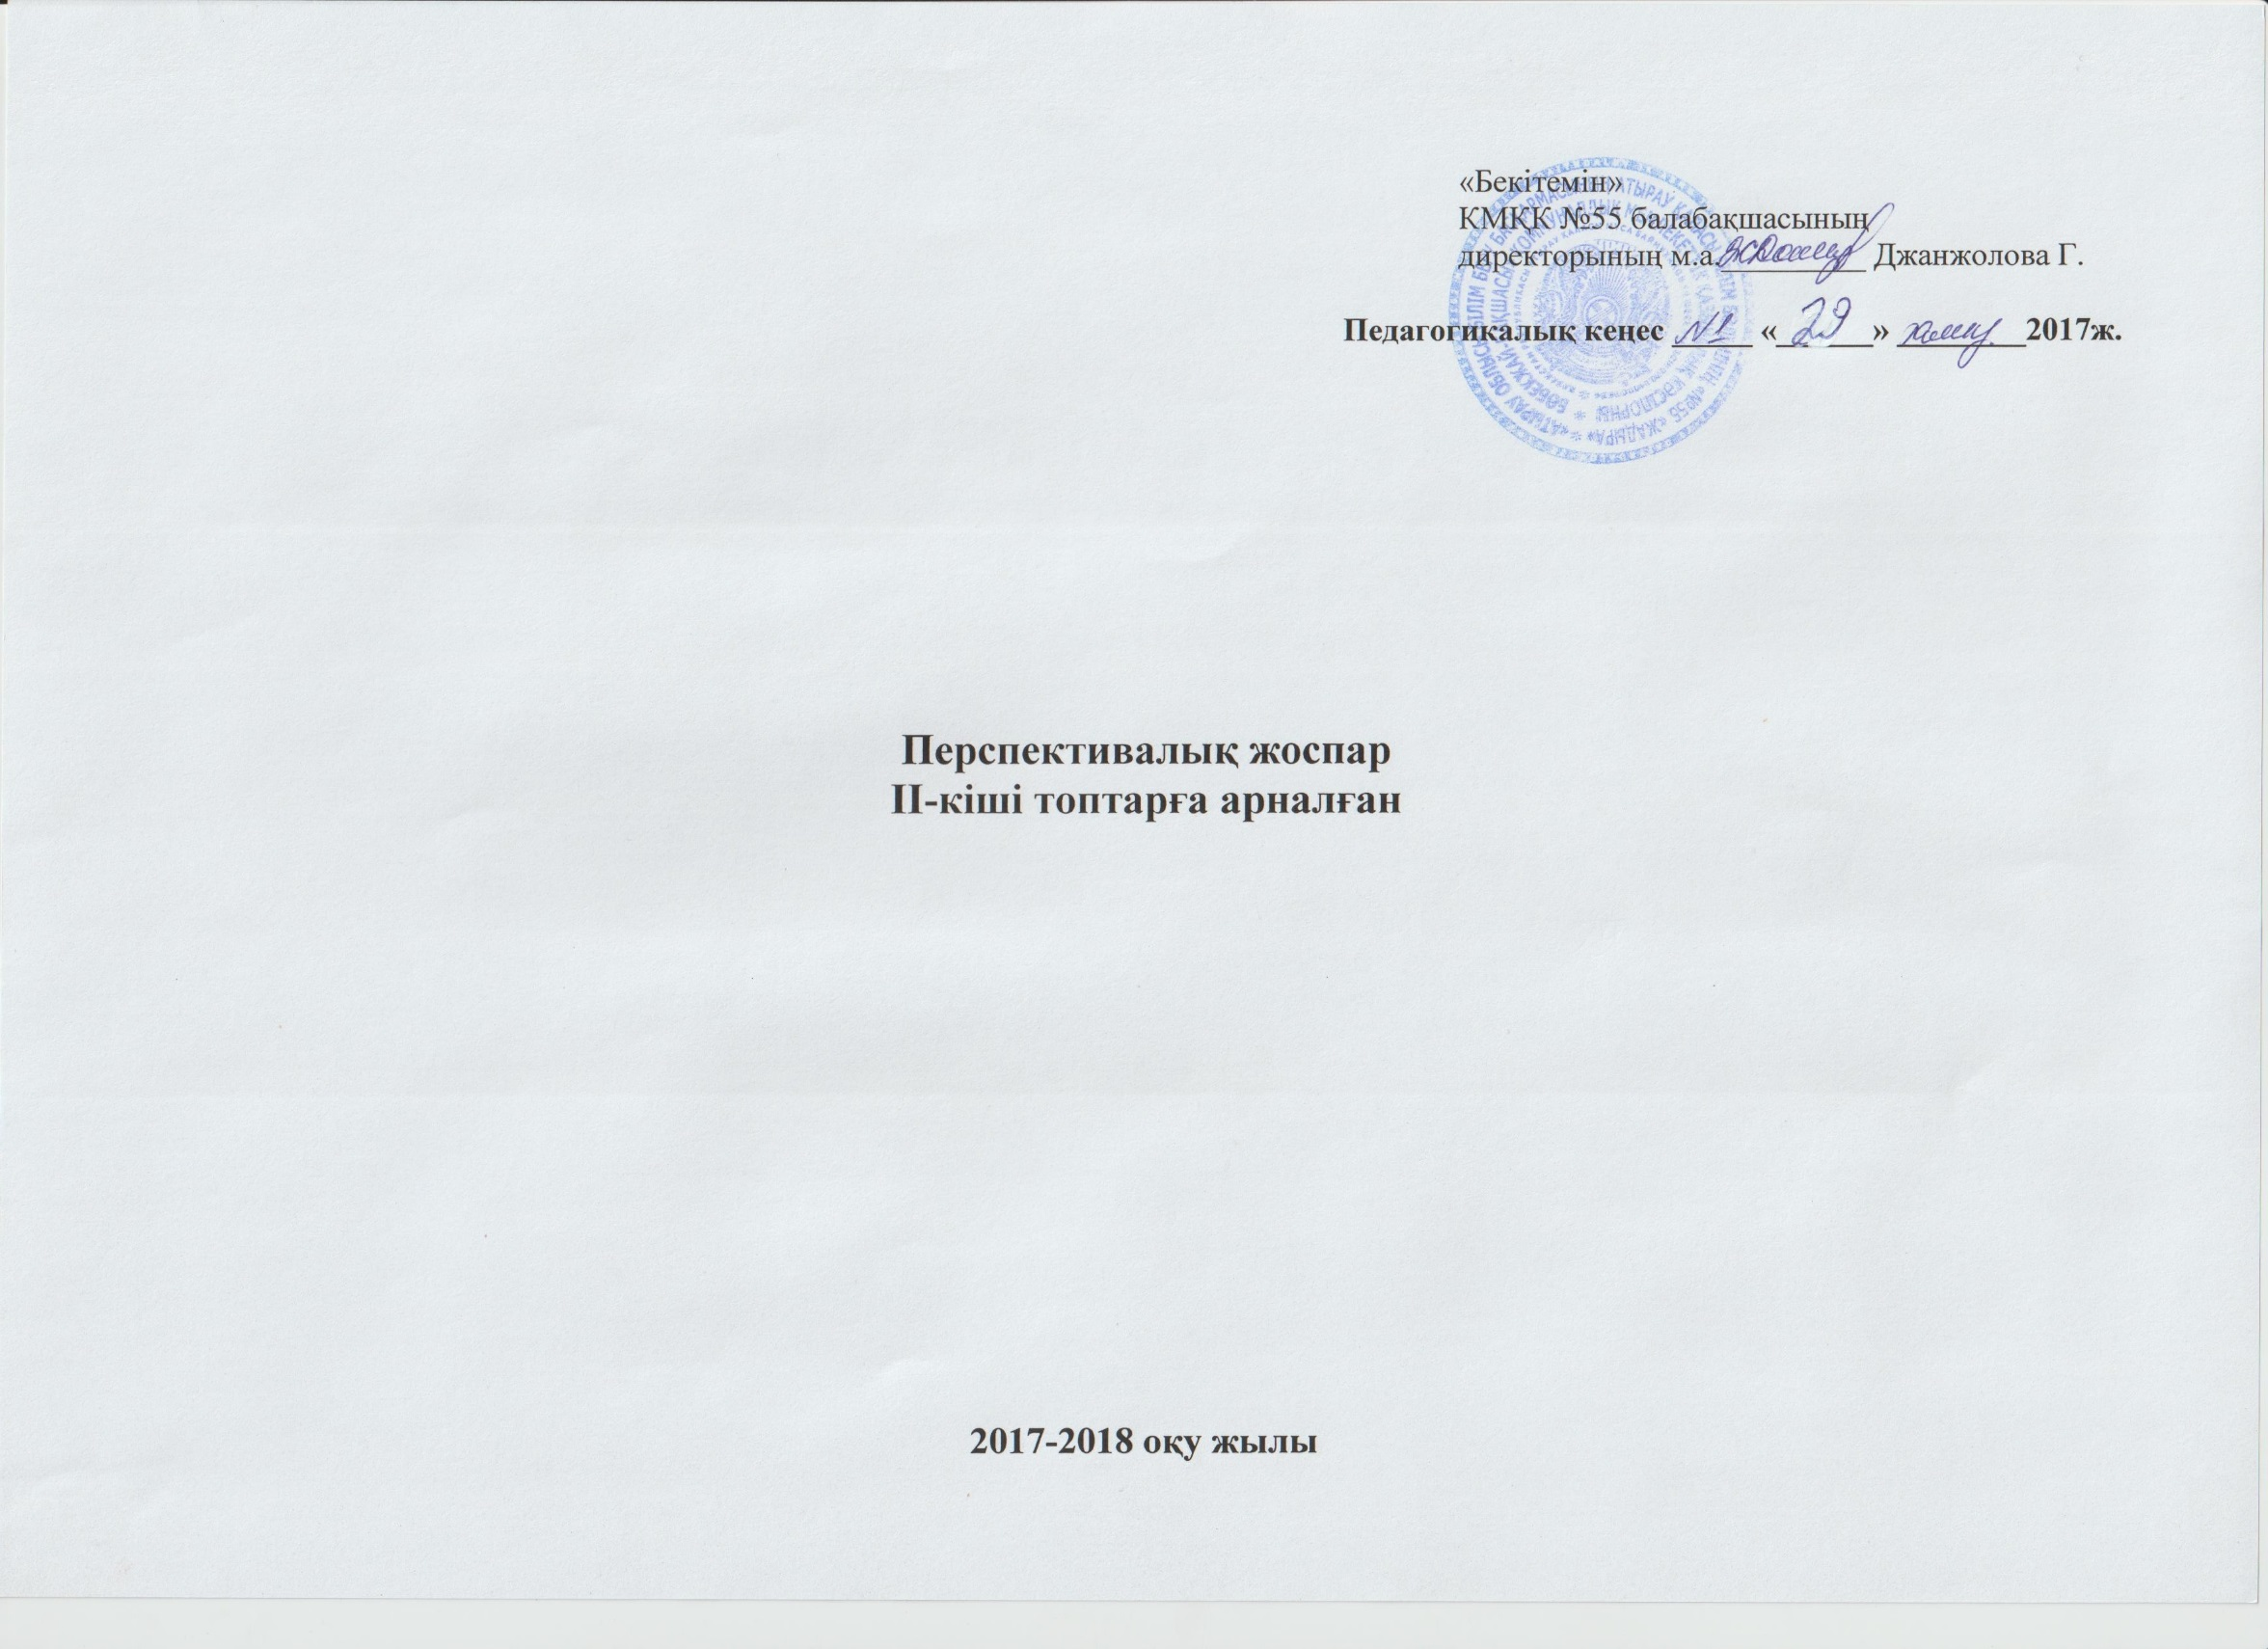 «Бекітемін»
КМҚК №55 балабақшасының
директорының м.а.__________ Джанжолова Г.
Педагогикалық кеңес №1 «29» тамыз 2017ж.
Перспективалық жоспар
ІІ-кіші топтарға арналған
2017-2018 оқу жылы